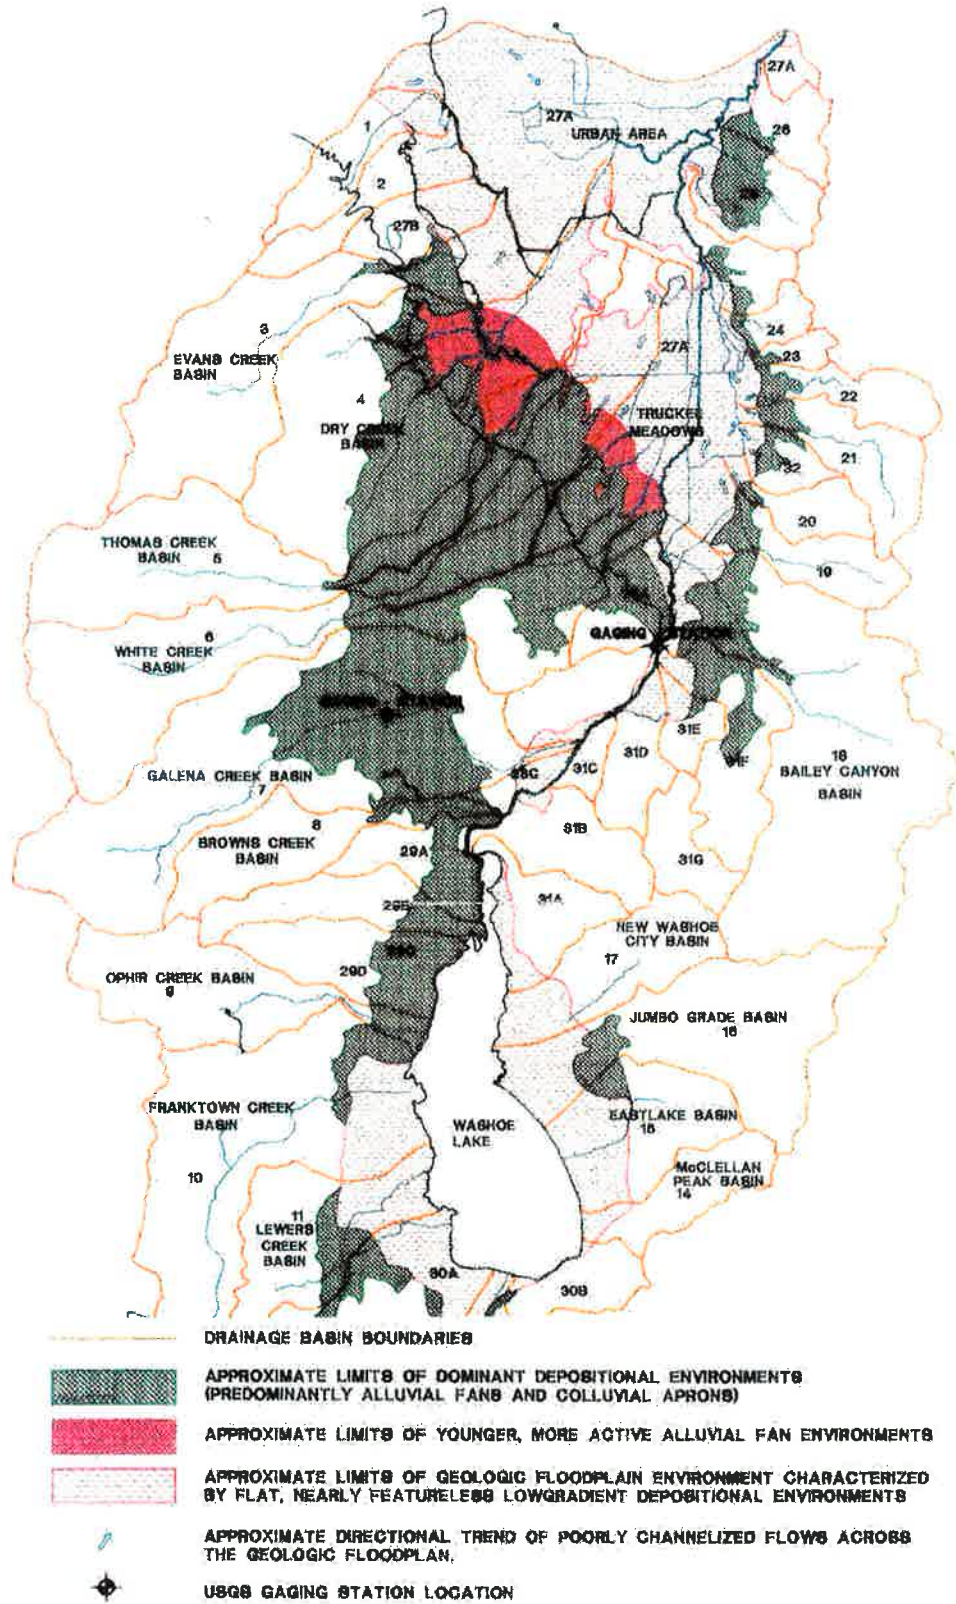 27A
26
27A
URBAN AREA
1
2
27B
3
EVANS CREEK
BASIN
4
DRY CREEK
BASIN
27A
24
23
22
TRUCKEE
MEADOWS
21
32
20
19
THOMAS CREEK
BASIN 5
6
WHITE CREEK
BASIN
GAGING STATION
GAGING STATION
31E
31D
31F
18
BAILEY CANYON
BASIN
31C
GALENA CREEK BASIN
7
8
BROWNS CREEK
BASIN
31B
29A
31G
31A
NEW WASHOE
CITY BASIN
17
29D
OPHIR CREEK BASIN
9
JUMBO GRADE BASIN
16
FRANKTOWN CREEK
BASIN
EASTLAKE BASIN
15
WASHOE
LAKE
10
McCLELLAN
PEAK BASIN
14
11
LEWERS
CREEK
BASIN
30A
30B
DRAINAGE BASIN BOUNDARIES
APPROXIMATE LIMITS OF DOMINANT DEPOSITIONAL ENVIRONMENTS
(PREDOMINANTLY ALLUVIAL FANS AND COLLUVIAL APRONS)
APPROXIMATE LIMITS OF YOUNGER, MORE ACTIVE ALLUVIAL FAN ENVIRONMENTS
APPROXIMATE LIMITS OF GEOLOGIC FLOODPLAIN ENVIRONMENT CHARACTERIZED
BY FLAT, NEARLY FEATURELESS LOWGRADIENT DEPOSITIONAL ENVIRONMENTS
APPROXIMATE DIRECTIONAL TREND OF POORLY CHANNELIZED FLOWS ACROSS
THE GEOLOGIC FLOODPLAN.
USGS GAGING STATION LOCATION